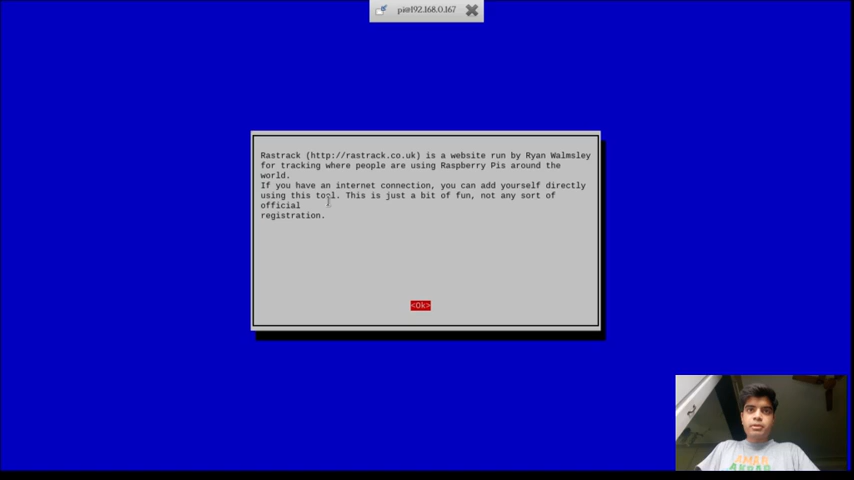 pi@192.168.0.167
Rastrack (http://rastrack.co.uk) is a website run by Ryan Walmsley
for tracking where people are using Raspberry Pis around the
world.
If you have an internet connection, you can add yourself directly
using this tool. This is just a bit of fun, not any sort of
official
registration.
<Ok>
AMAR
AKBAR